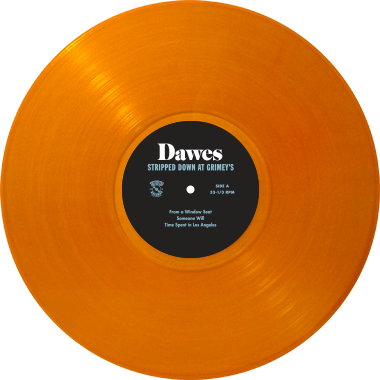 Dawes
STRIPPED DOWN AT GRIMEY'S
SIDE A
33-1/3 RPM
From a Window Seat
Someone Will
Time Spent in Los Angeles